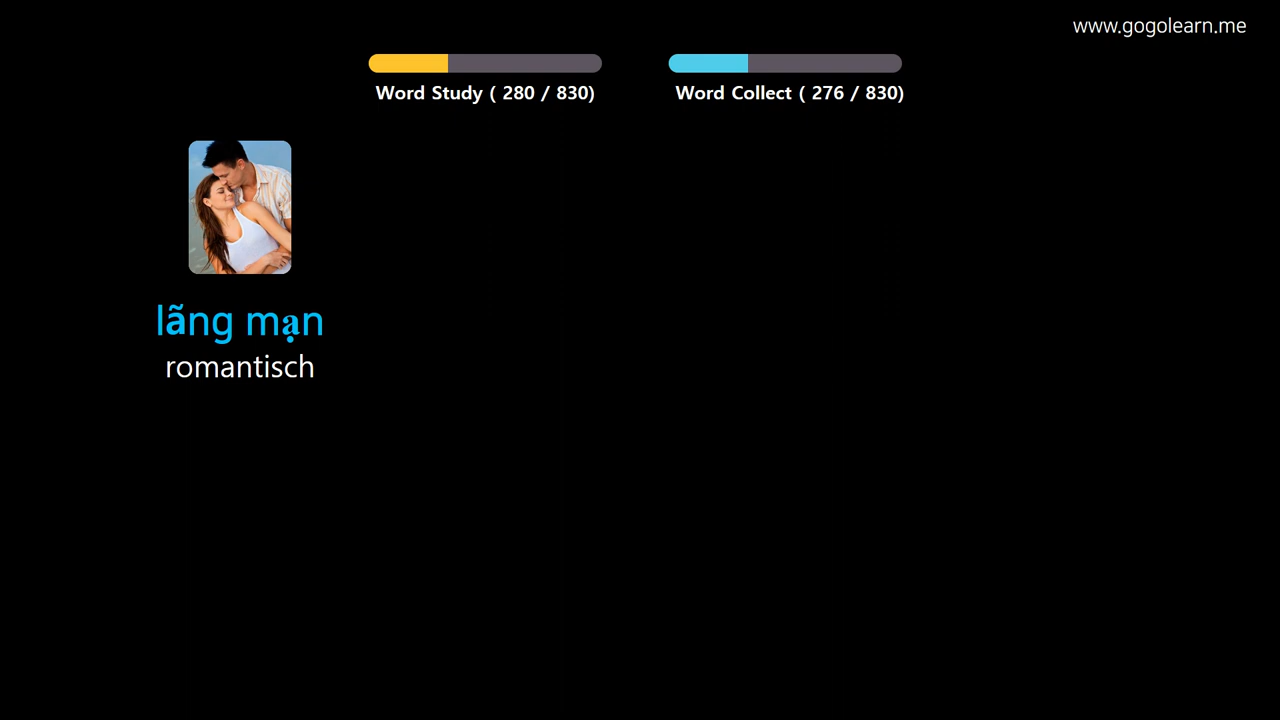 www.gogolearn.me
Word Study ( 280 / 830)
Word Collect ( 276 / 830)
lãng mạn
romantisch